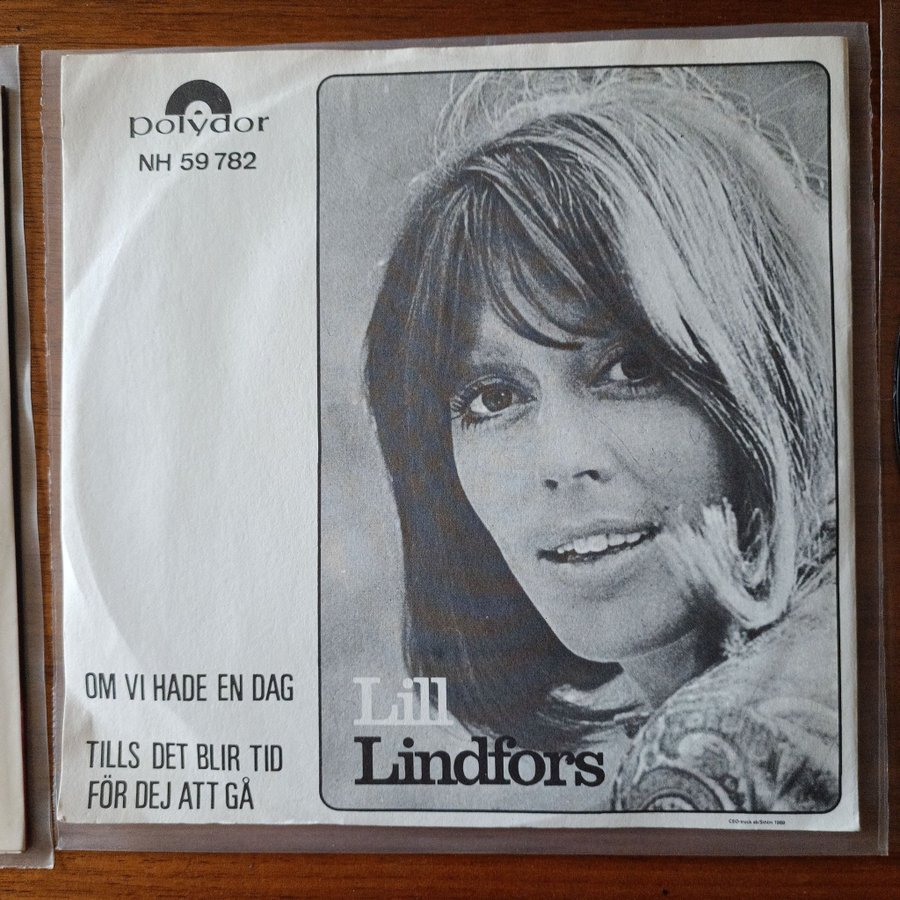 polydor
NH 59 782
OM VI HADE EN DAG
TILLS DET BLIR TID
FÖR DEJ ATT GÅ
Lill
Lindfors